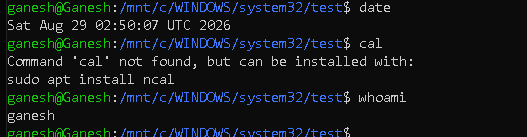 ganesh@Ganesh:/mnt/c/WINDOWS/system32/test$ date
Sat Aug 29 02:50:07 UTC 2026
ganesh@Ganesh:/mnt/c/WINDOWS/system32/test$ cal
Command 'cal' not found, but can be installed with:
sudo apt install ncal
ganesh@Ganesh:/mnt/c/WINDOWS/system32/test$ whoami
ganesh
ganesh@Ganesh:/mnt/c/WINDOWS/system32/test$